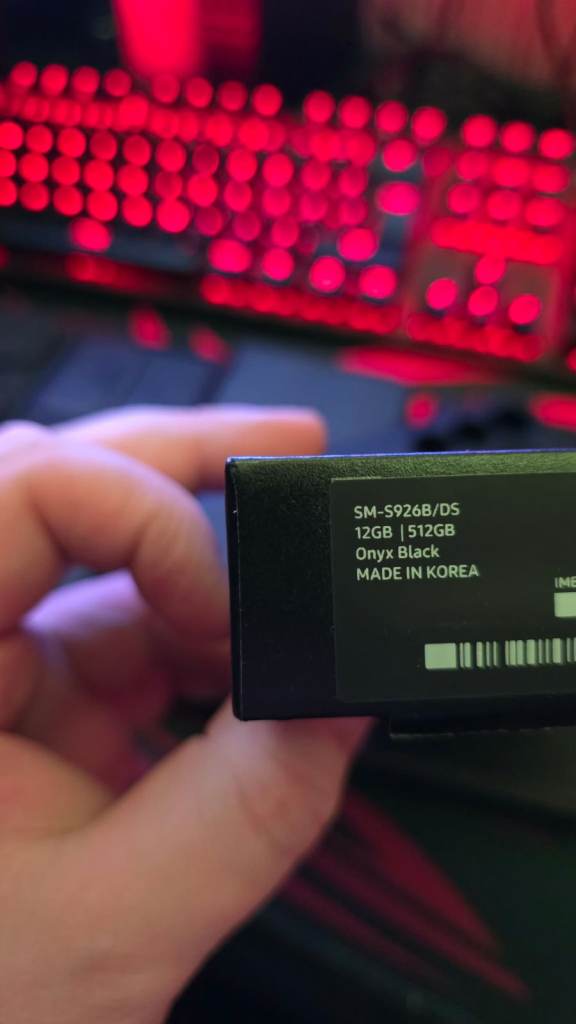 SM-S926B/DS
12GB | 512GB
Onyx Black
MADE IN KOREA